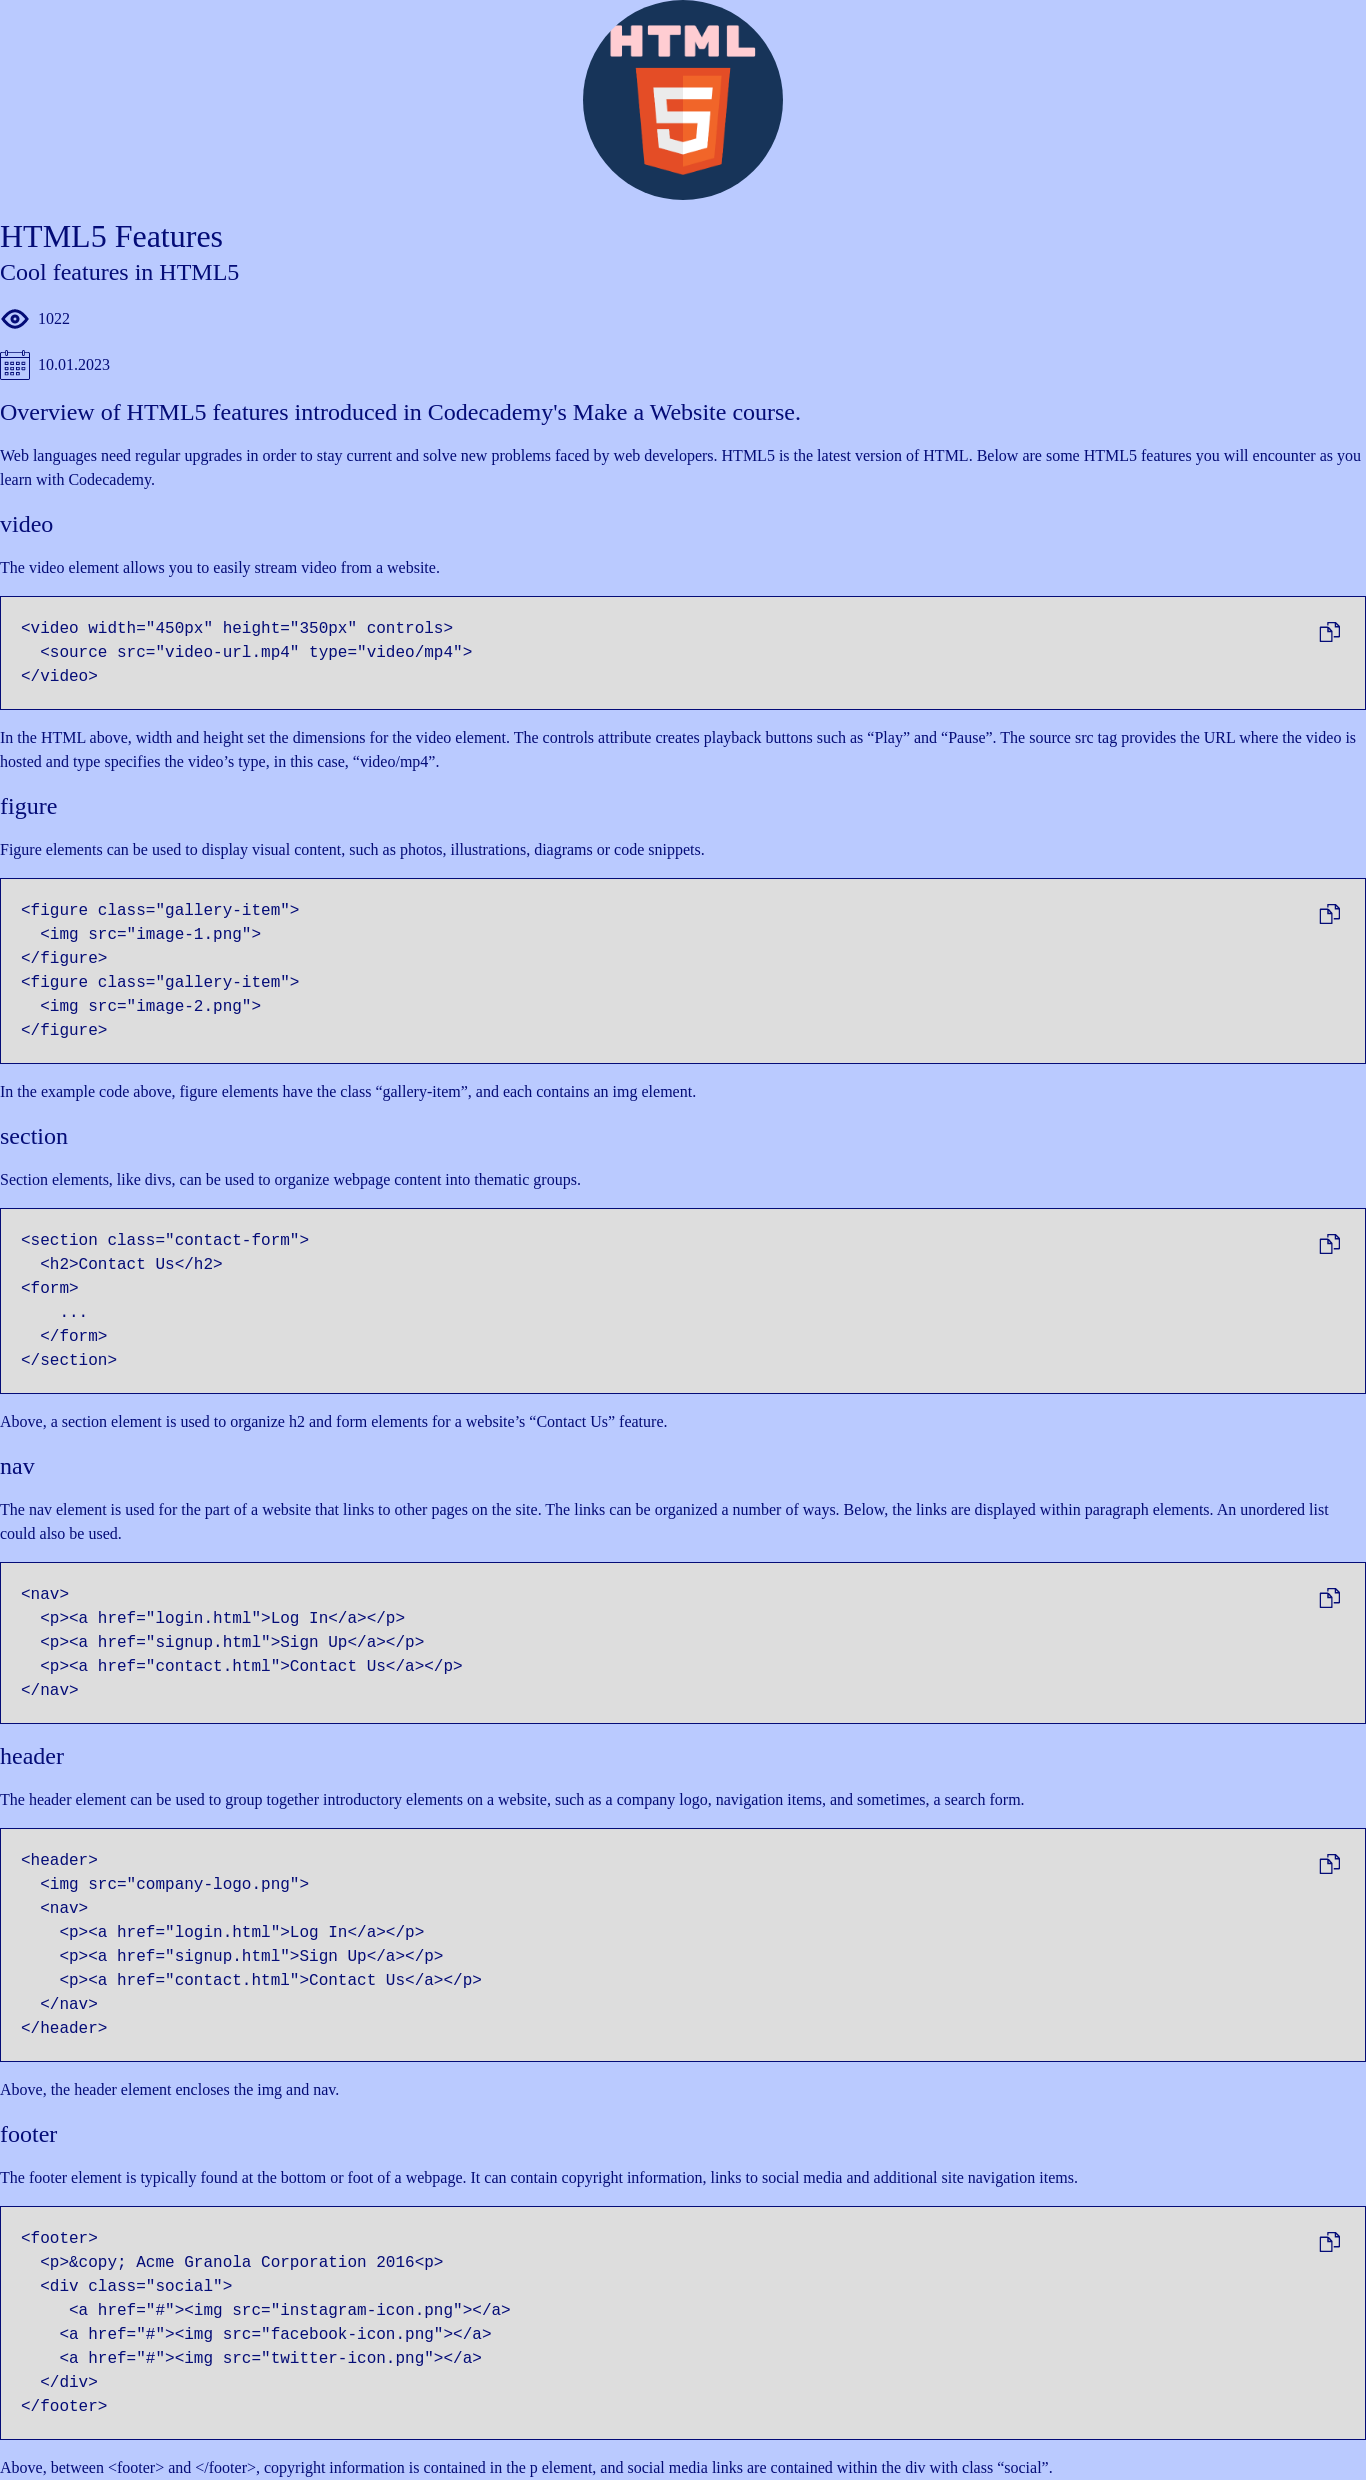 HTML
5
HTML5 Features
Cool features in HTML5
1022
10.01.2023
Overview of HTML5 features introduced in Codecademy's Make a Website course.
Web languages need regular upgrades in order to stay current and solve new problems faced by web developers. HTML5 is the latest version of HTML. Below are some HTML5 features you will encounter as you
learn with Codecademy.
video
The video element allows you to easily stream video from a website.
<video width="450px" height="350px" controls>
  <source src="video-url.mp4" type="video/mp4">
</video>
In the HTML above, width and height set the dimensions for the video element. The controls attribute creates playback buttons such as “Play” and “Pause”. The source src tag provides the URL where the video is
hosted and type specifies the video’s type, in this case, “video/mp4”.
figure
Figure elements can be used to display visual content, such as photos, illustrations, diagrams or code snippets.
<figure class="gallery-item">
  <img src="image-1.png">
</figure>
<figure class="gallery-item">
  <img src="image-2.png">
</figure>
In the example code above, figure elements have the class “gallery-item”, and each contains an img element.
section
Section elements, like divs, can be used to organize webpage content into thematic groups.
<section class="contact-form">
  <h2>Contact Us</h2>
<form>
    ...
  </form>
</section>
Above, a section element is used to organize h2 and form elements for a website’s “Contact Us” feature.
nav
The nav element is used for the part of a website that links to other pages on the site. The links can be organized a number of ways. Below, the links are displayed within paragraph elements. An unordered list
could also be used.
<nav>
  <p><a href="login.html">Log In</a></p>
  <p><a href="signup.html">Sign Up</a></p>
  <p><a href="contact.html">Contact Us</a></p>
</nav>
header
The header element can be used to group together introductory elements on a website, such as a company logo, navigation items, and sometimes, a search form.
<header>
  <img src="company-logo.png">
  <nav>
    <p><a href="login.html">Log In</a></p>
    <p><a href="signup.html">Sign Up</a></p>
    <p><a href="contact.html">Contact Us</a></p>
  </nav>
</header>
Above, the header element encloses the img and nav.
footer
The footer element is typically found at the bottom or foot of a webpage. It can contain copyright information, links to social media and additional site navigation items.
<footer>
  <p>&copy; Acme Granola Corporation 2016<p>
  <div class="social">
     <a href="#"><img src="instagram-icon.png"></a>
    <a href="#"><img src="facebook-icon.png"></a>
    <a href="#"><img src="twitter-icon.png"></a>
  </div>
</footer>
Above, between <footer> and </footer>, copyright information is contained in the p element, and social media links are contained within the div with class “social”.